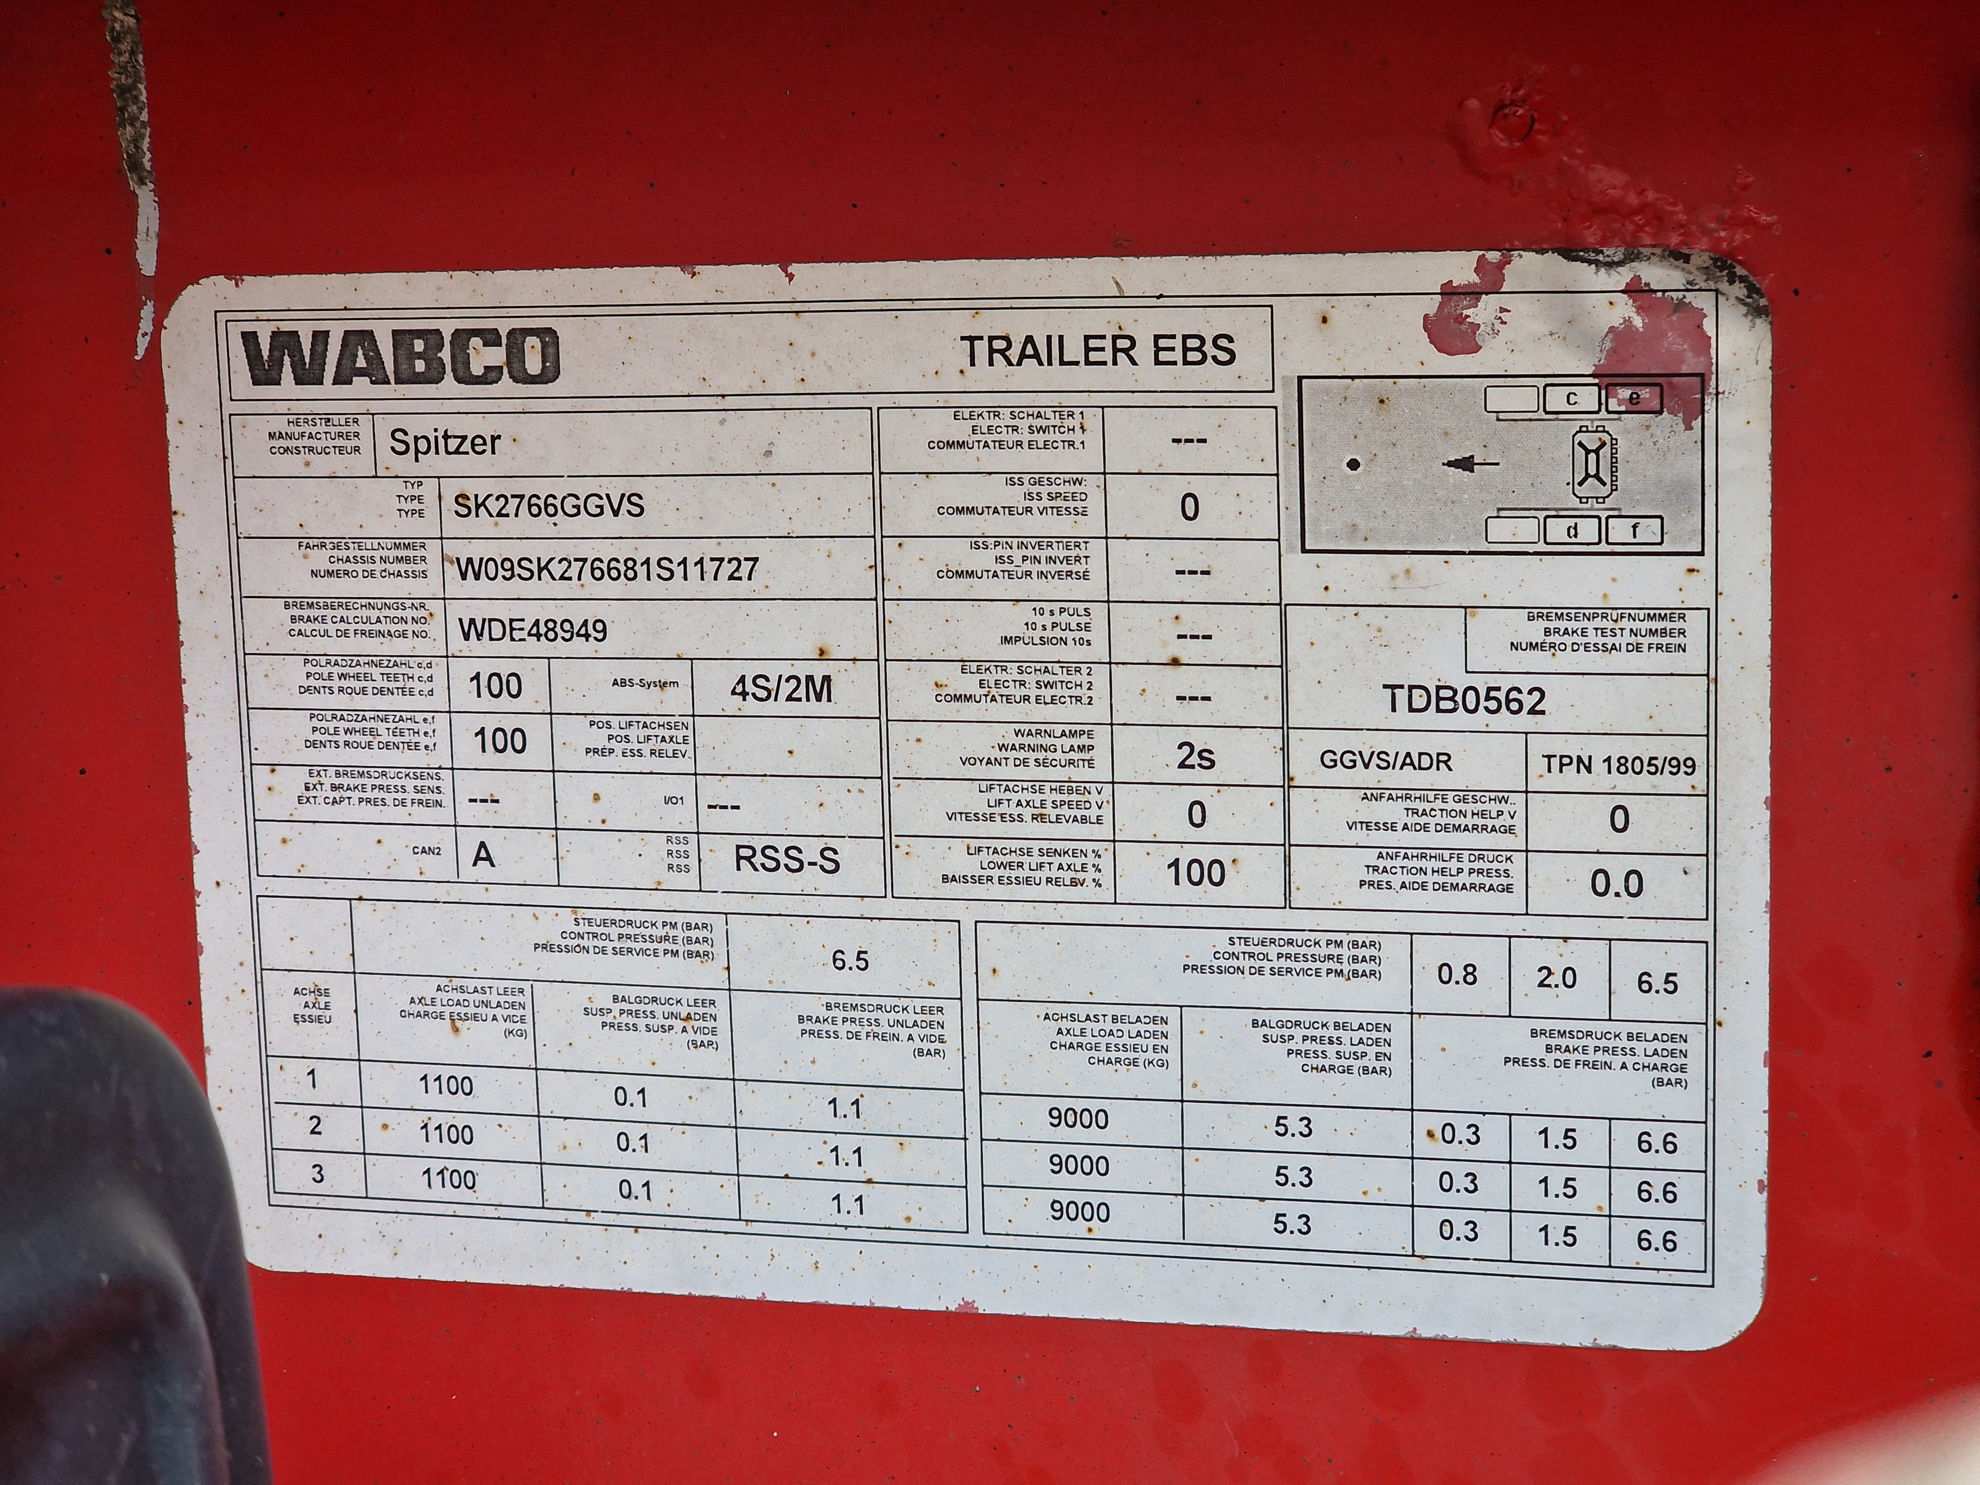 WABCO TRAILER EBS
HERSTELLER
MANUFACTURER
CONSTRUCTEUR
Spitzer
TYP
TYPE
TYPE
SK2766GGVS
FAHRGESTELLNUMMER
CHASSIS NUMBER
NUMERO DE CHASSIS
W09SK276681S11727
BREMSBERECHNUNGS-NR.
BRAKE CALCULATION NO.
CALCUL DE FREINAGE NO.
WDE48949
POLRADZAHNEZAHL c,d
POLE WHEEL TEETH c,d
DENTS ROUE DENTÉE c,d
100
ABS-System
4S/2M
POLRADZAHNEZAHL e,f
POLE WHEEL TEETH e,f
DENTS ROUE DENTÉE e,f
100
POS. LIFTACHSEN
POS. LIFTAXLE
PRÉP. ESS. RELEV.
EXT. BREMSDRUCKSENS.
EXT. BRAKE PRESS. SENS.
EXT. CAPT. PRES. DE FREIN.
---
I/O1
---
CAN2
A
RSS
RSS
RSS
RSS-S
ELEKTR: SCHALTER 1
ELECTR: SWITCH 1
COMMUTATEUR ELECTR.1
---
ISS GESCHW:
ISS SPEED
COMMUTATEUR VITESSE
0
ISS:PIN INVERTIERT
ISS_PIN INVERT
COMMUTATEUR INVERSÉ
---
10 s PULS
10 s PULSE
IMPULSION 10s
---
ELEKTR: SCHALTER 2
ELECTR: SWITCH 2
COMMUTATEUR ELECTR.2
---
WARNLAMPE
WARNING LAMP
VOYANT DE SÉCURITÉ
2s
LIFTACHSE HEBEN V
LIFT AXLE SPEED V
VITESSE ESS. RELEVABLE
0
LIFTACHSE SENKEN %
LOWER LIFT AXLE %
BAISSER ESSIEU RELEV. %
100
c e
d f
BREMSENPRÜFNUMMER
BRAKE TEST NUMBER
NUMÉRO D'ESSAI DE FREIN
TDB0562
GGVS/ADR
TPN 1805/99
ANFAHRHILFE GESCHW..
TRACTION HELP V
VITESSE AIDE DEMARRAGE
0
ANFAHRHILFE DRUCK
TRACTION HELP PRESS.
PRES. AIDE DEMARRAGE
0.0
STEUERDRUCK PM (BAR)
CONTROL PRESSURE (BAR)
PRESSION DE SERVICE PM (BAR)
6.5
ACHSE
AXLE
ESSIEU
ACHSLAST LEER
AXLE LOAD UNLADEN
CHARGE ESSIEU A VIDE
(KG)
BALGDRUCK LEER
SUSP. PRESS. UNLADEN
PRESS. SUSP. A VIDE
(BAR)
BREMSDRUCK LEER
BRAKE PRESS. UNLADEN
PRESS. DE FREIN. A VIDE
(BAR)
1 1100 0.1 1.1
2 1100 0.1 1.1
3 1100 0.1 1.1
STEUERDRUCK PM (BAR)
CONTROL PRESSURE (BAR)
PRESSION DE SERVICE PM (BAR)
0.8 2.0 6.5
ACHSLAST BELADEN
AXLE LOAD LADEN
CHARGE ESSIEU EN
CHARGE (KG)
BALGDRUCK BELADEN
SUSP. PRESS. LADEN
PRESS. SUSP. EN
CHARGE (BAR)
BREMSDRUCK BELADEN
BRAKE PRESS. LADEN
PRESS. DE FREIN. A CHARGE
(BAR)
9000 5.3 0.3 1.5 6.6
9000 5.3 0.3 1.5 6.6
9000 5.3 0.3 1.5 6.6